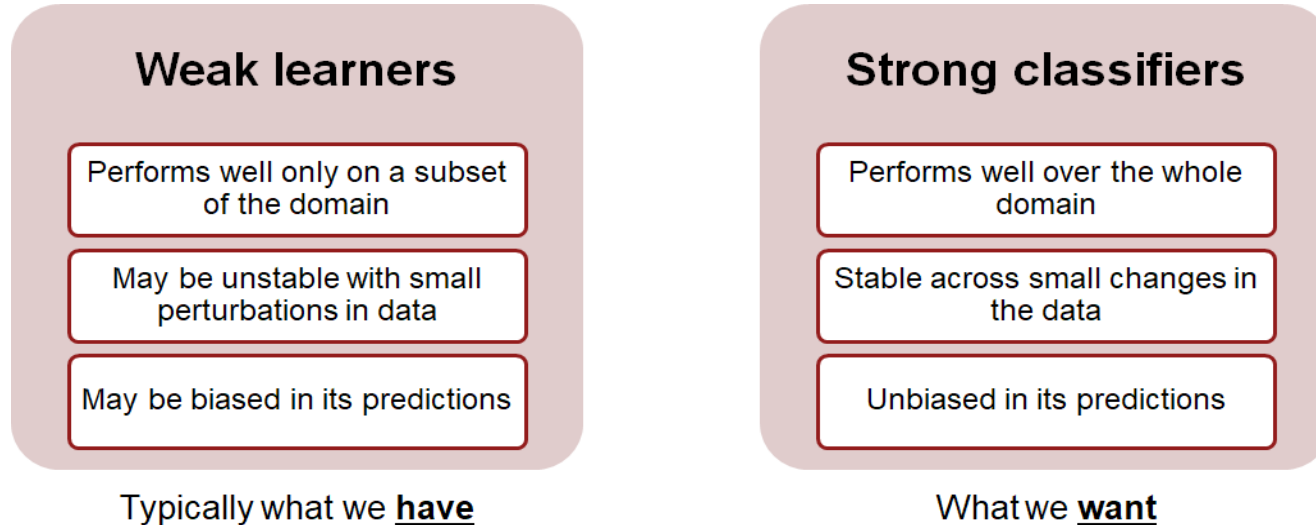 Weak learners
Performs well only on a subset
of the domain
May be unstable with small
perturbations in data
May be biased in its predictions
Typically what we have
Strong classifiers
Performs well over the whole
domain
Stable across small changes in
the data
Unbiased in its predictions
What we want